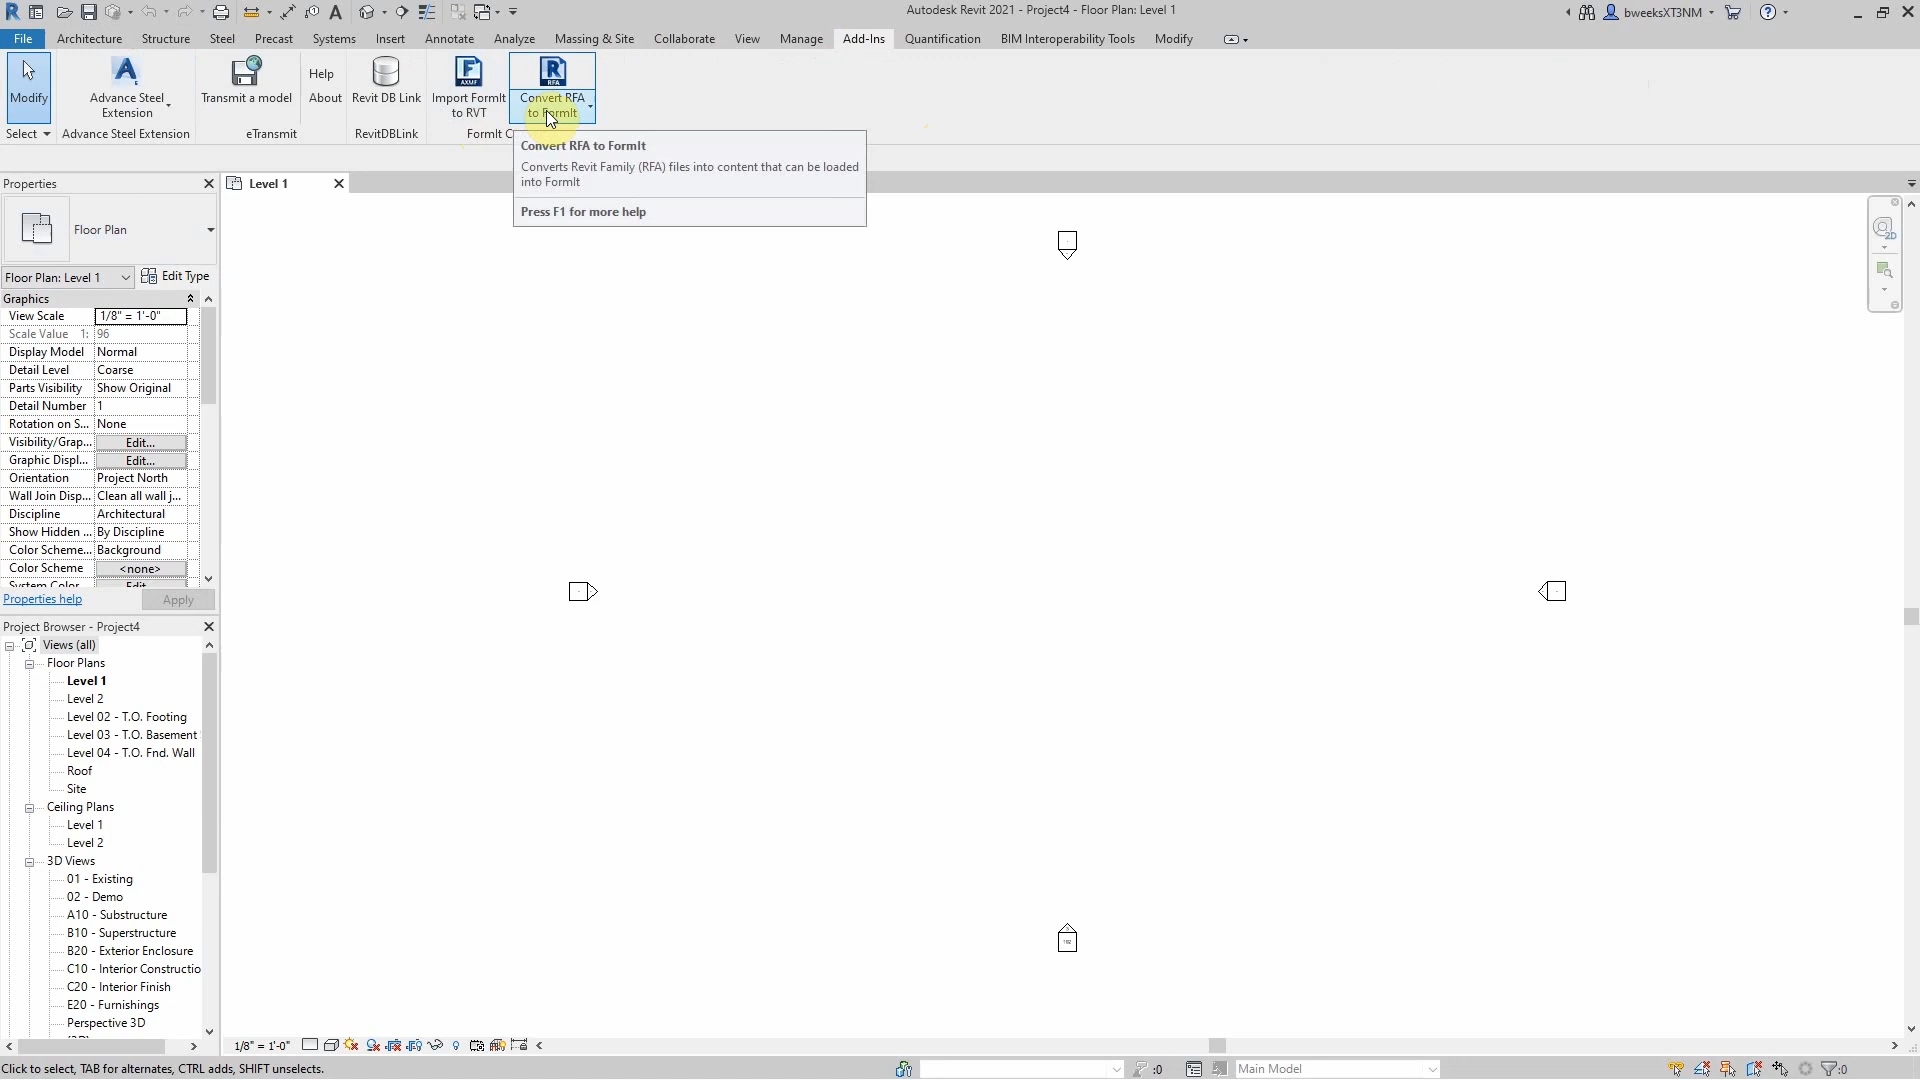 Autodesk Revit 2021 - Project4 - Floor Plan: Level 1
bweeksXT3NM
File
Architecture
Structure
Steel
Precast
Systems
Insert
Annotate
Analyze
Massing & Site
Collaborate
View
Manage
Add-Ins
Quantification
BIM Interoperability Tools
Modify
Modify
Advance Steel
Extension
Transmit a model
Help
About
Revit DB Link
Import FormIt
to RVT
Convert RFA
to FormIt
Select
Advance Steel Extension
eTransmit
RevitDBLink
FormIt C
Convert RFA to FormIt
Converts Revit Family (RFA) files into content that can be loaded
into FormIt
Press F1 for more help
Properties
Level 1
Floor Plan
Floor Plan: Level 1
Edit Type
Graphics
View Scale 1/8" = 1'-0"
Scale Value 1: 96
Display Model Normal
Detail Level Coarse
Parts Visibility Show Original
Detail Number 1
Rotation on S... None
Visibility/Grap... Edit...
Graphic Displ... Edit...
Orientation Project North
Wall Join Disp... Clean all wall j...
Discipline Architectural
Show Hidden ... By Discipline
Color Scheme... Background
Color Scheme <none>
System Color Edit
Properties help
Apply
Project Browser - Project4
Views (all)
Floor Plans
Level 1
Level 2
Level 02 - T.O. Footing
Level 03 - T.O. Basement
Level 04 - T.O. Fnd. Wall
Roof
Site
Ceiling Plans
Level 1
Level 2
3D Views
01 - Existing
02 - Demo
A10 - Substructure
B10 - Superstructure
B20 - Exterior Enclosure
C10 - Interior Constructio
C20 - Interior Finish
E20 - Furnishings
Perspective 3D
1/8" = 1'-0"
Click to select, TAB for alternates, CTRL adds, SHIFT unselects.
:0
Main Model
:0